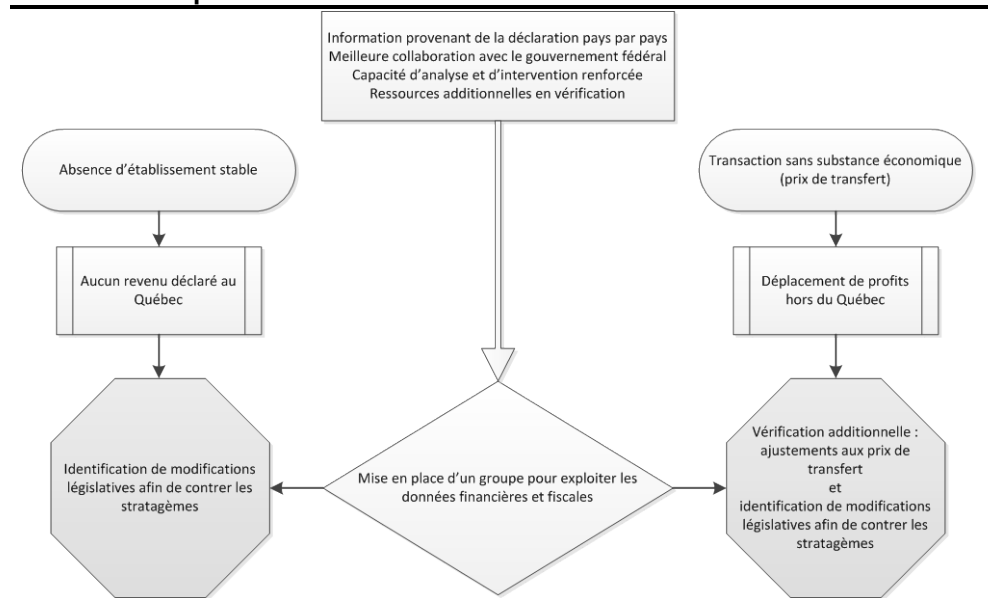 Information provenant de la déclaration pays par pays
Meilleure collaboration avec le gouvernement fédéral
Capacité d'analyse et d'intervention renforcée
Ressources additionnelles en vérification
Absence d'établissement stable
Transaction sans substance économique
(prix de transfert)
Aucun revenu déclaré au
Québec
Déplacement de profits
hors du Québec
Identification de modifications
législatives afin de contrer les
stratagèmes
Mise en place d'un groupe pour exploiter les
données financières et fiscales
Vérification additionnelle :
ajustements aux prix de
transfert
et
identification de modifications
législatives afin de contrer les
stratagèmes